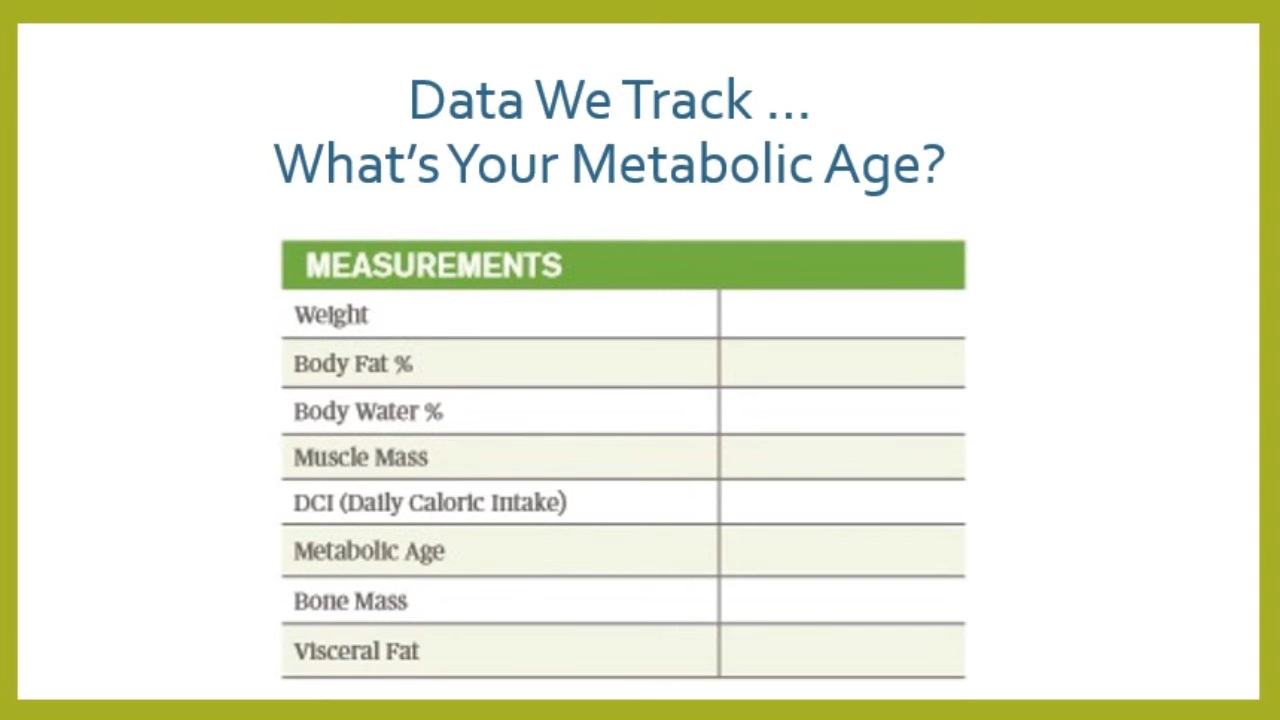 Data We Track ...
What's Your Metabolic Age?
MEASUREMENTS
Weight
Body Fat %
Body Water %
Muscle Mass
DCI (Daily Caloric Intake)
Metabolic Age
Bone Mass
Visceral Fat